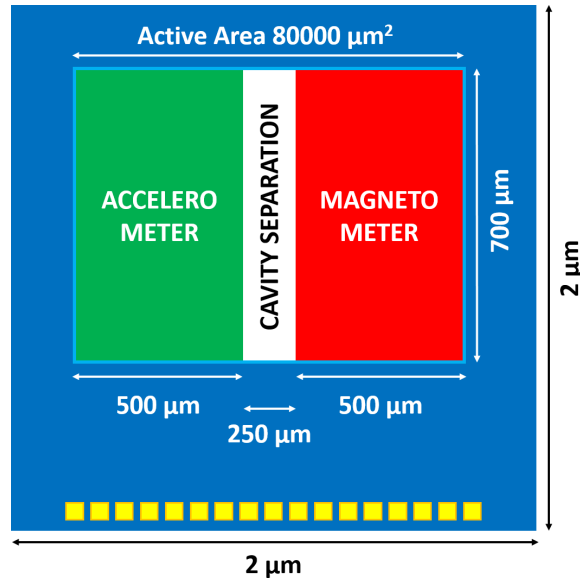 Active Area 80000 µm²
ACCELERO
METER
CAVITY SEPARATION
MAGNETO
METER
700 µm
2 µm
500 µm
500 µm
250 µm
2 µm